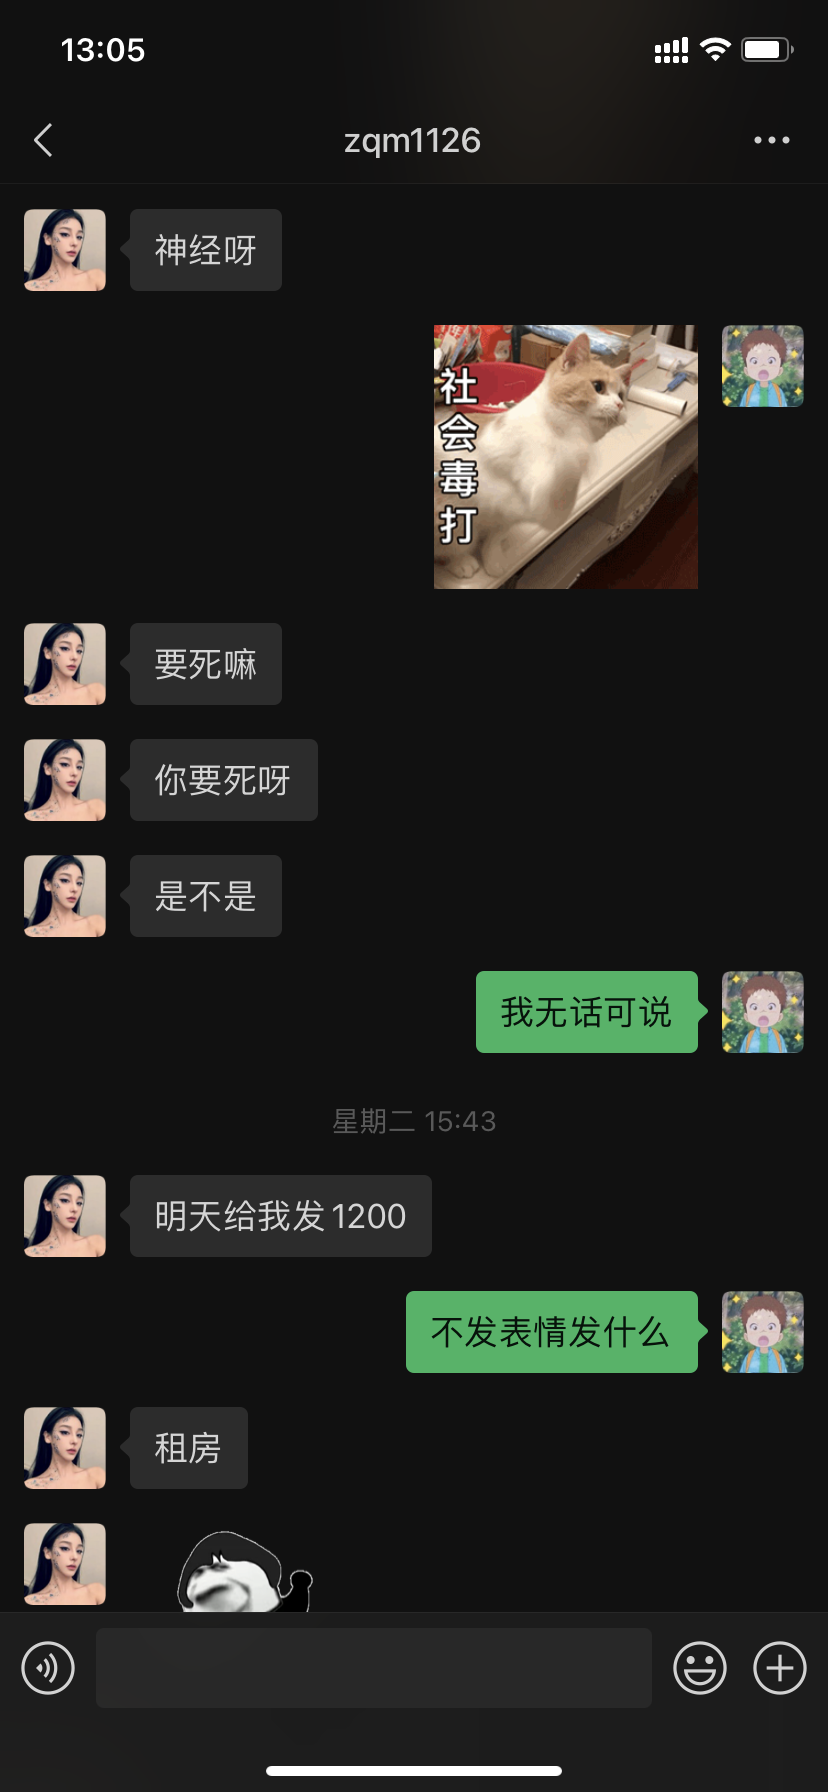 13:05
zqm1126
神经呀
社会毒打
要死嘛
你要死呀
是不是
我无话可说
星期二 15:43
明天给我发1200
不发表情发什么
租房